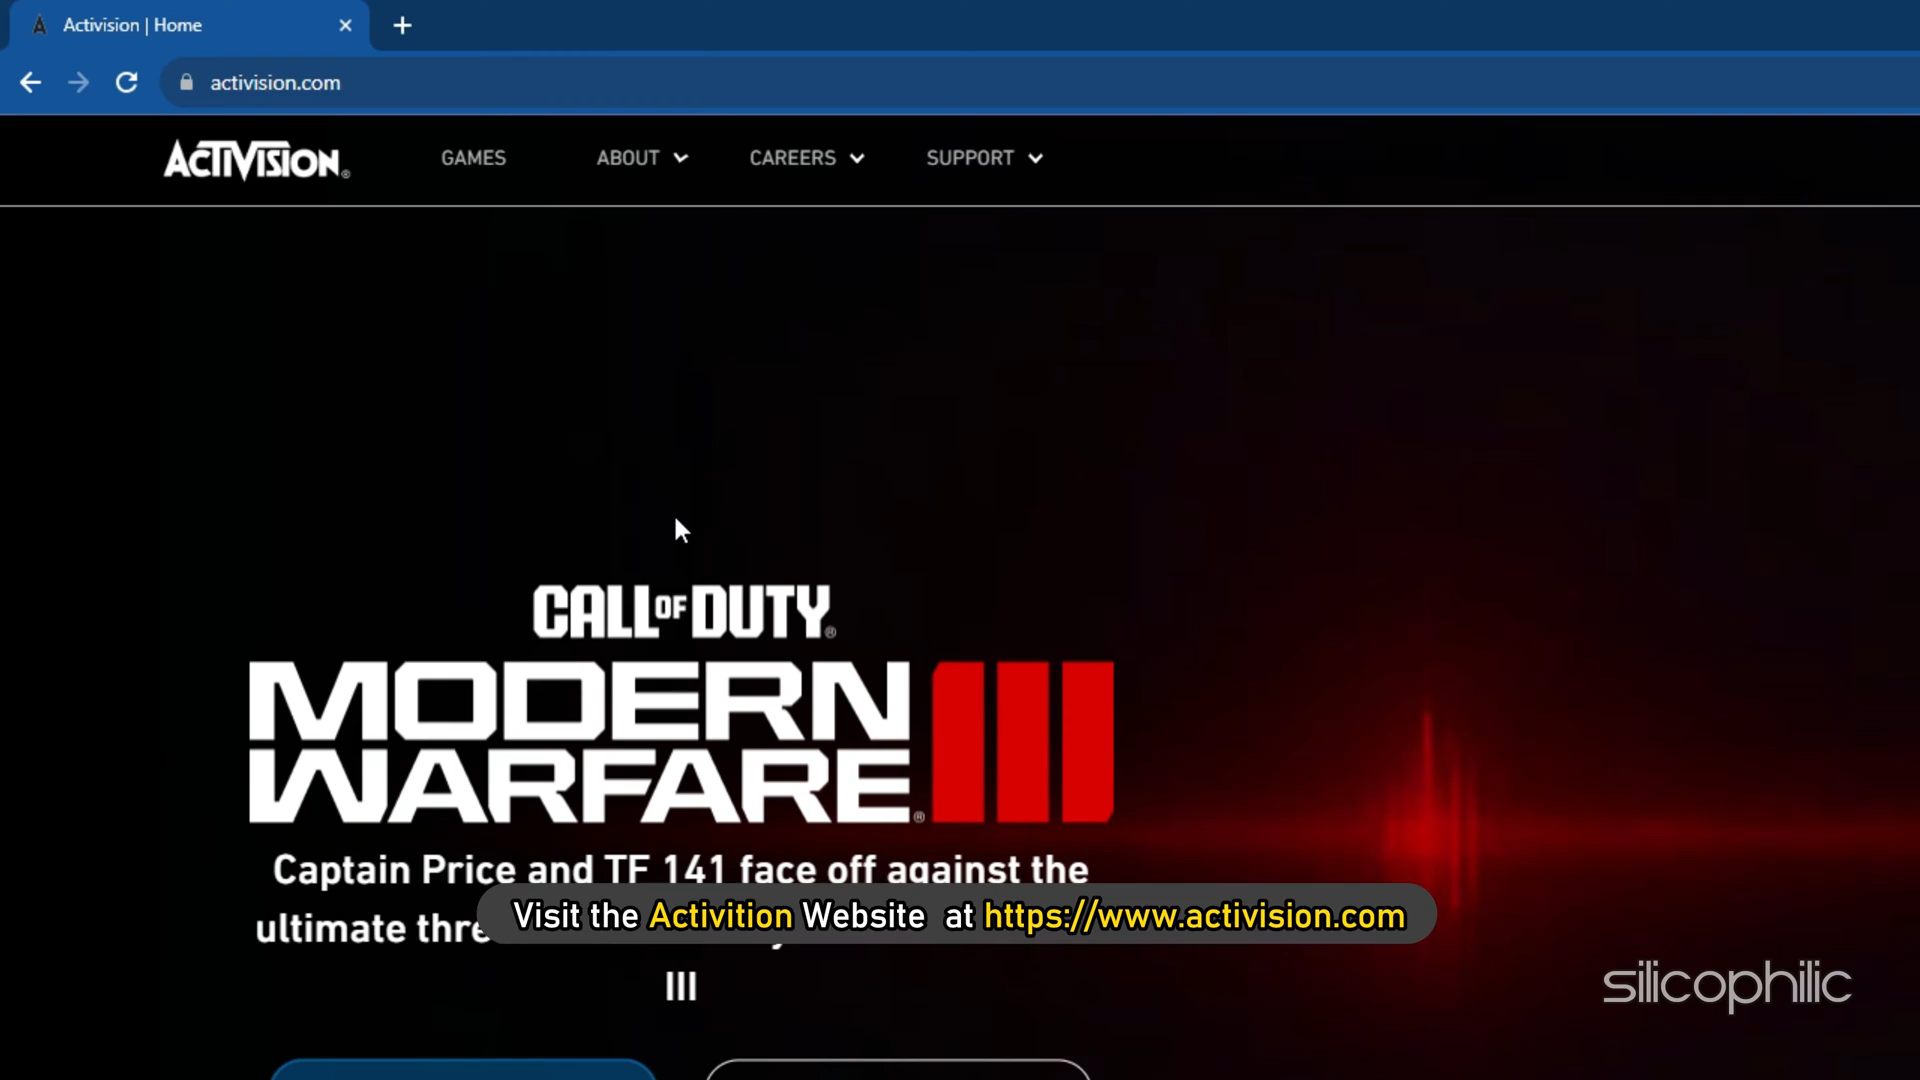 Activision | Home
activision.com
ACTIVISION®
GAMES
ABOUT
CAREERS
SUPPORT
CALL OF DUTY®
MODERN
WARFARE® III
Captain Price and TF 141 face off against the
ultimate
Visit the Activition Website at https://www.activision.com
III
silicophilic